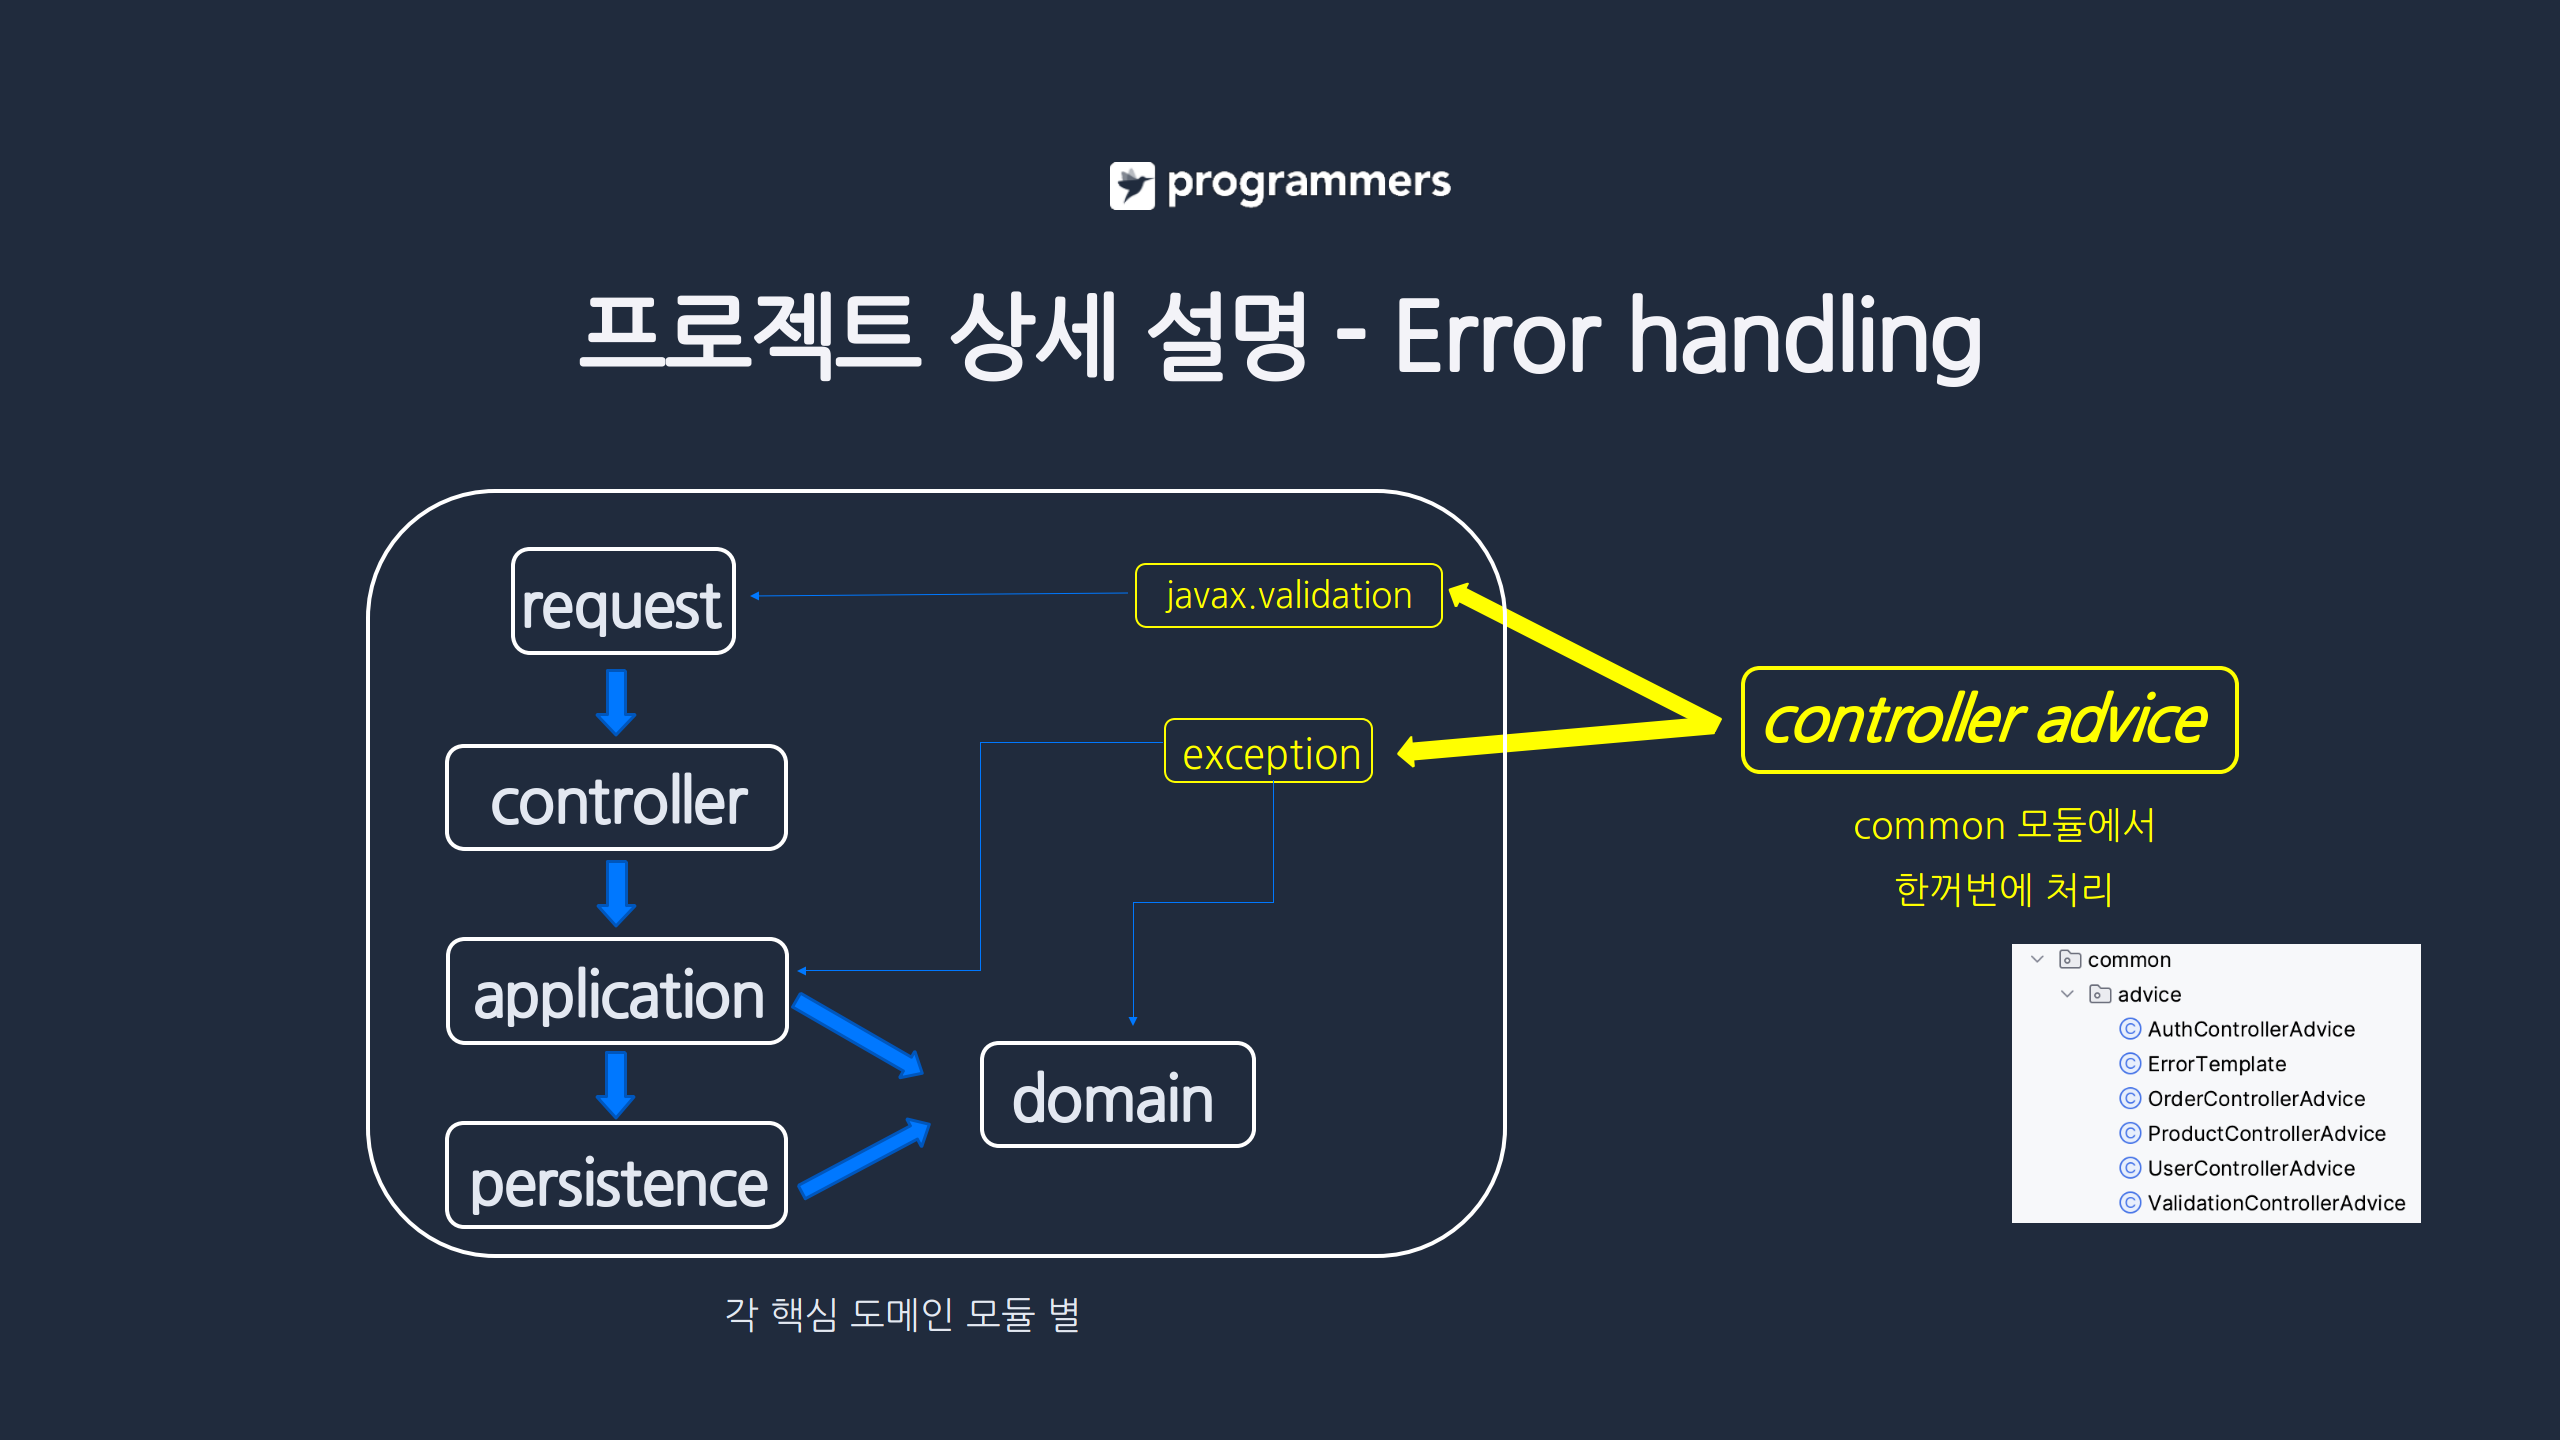 programmers
프로젝트 상세 설명 - Error handling
request
javax.validation
controller
exception
controller advice
common 모듈에서
한꺼번에 처리
application
domain
persistence
common
advice
AuthControllerAdvice
ErrorTemplate
OrderControllerAdvice
ProductControllerAdvice
UserControllerAdvice
ValidationControllerAdvice
각 핵심 도메인 모듈 별